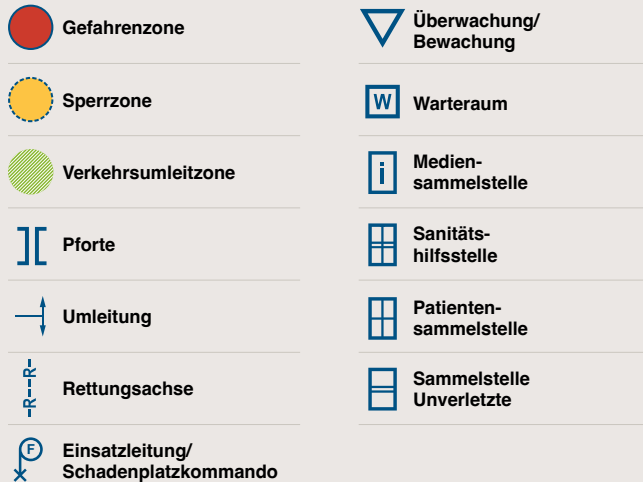 Gefahrenzone
Sperrzone
Verkehrsumleitzone
Pforte
Umleitung
R
R
Rettungsachse
F
Einsatzleitung/
Schadenplatzkommando
Überwachung/
Bewachung
W
Warteraum
i
Medien-
sammelstelle
Sanitäts-
hilfsstelle
Patienten-
sammelstelle
Sammelstelle
Unverletzte